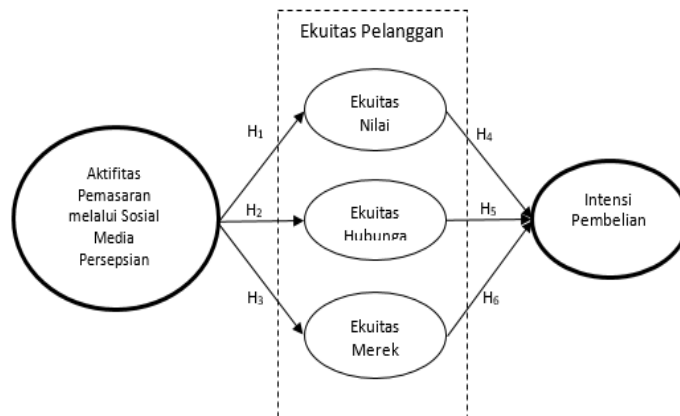 Ekuitas Pelanggan
Ekuitas
Nilai
H1
H4
Aktifitas
Pemasaran
melalui Sosial
Media
Persepsian
H2
Ekuitas
Hubunga
H5
Intensi
Pembelian
H3
Ekuitas
Merek
H6